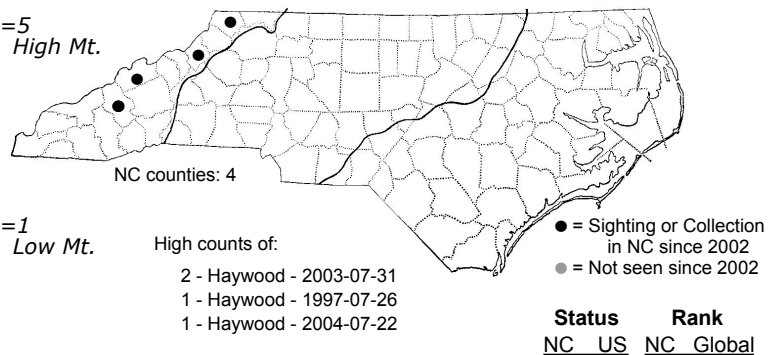 =5
High Mt.
NC counties: 4
=1
Low Mt.
High counts of:
2 - Haywood - 2003-07-31
1 - Haywood - 1997-07-26
1 - Haywood - 2004-07-22
● = Sighting or Collection
in NC since 2002
● = Not seen since 2002
Status Rank
NC US NC Global